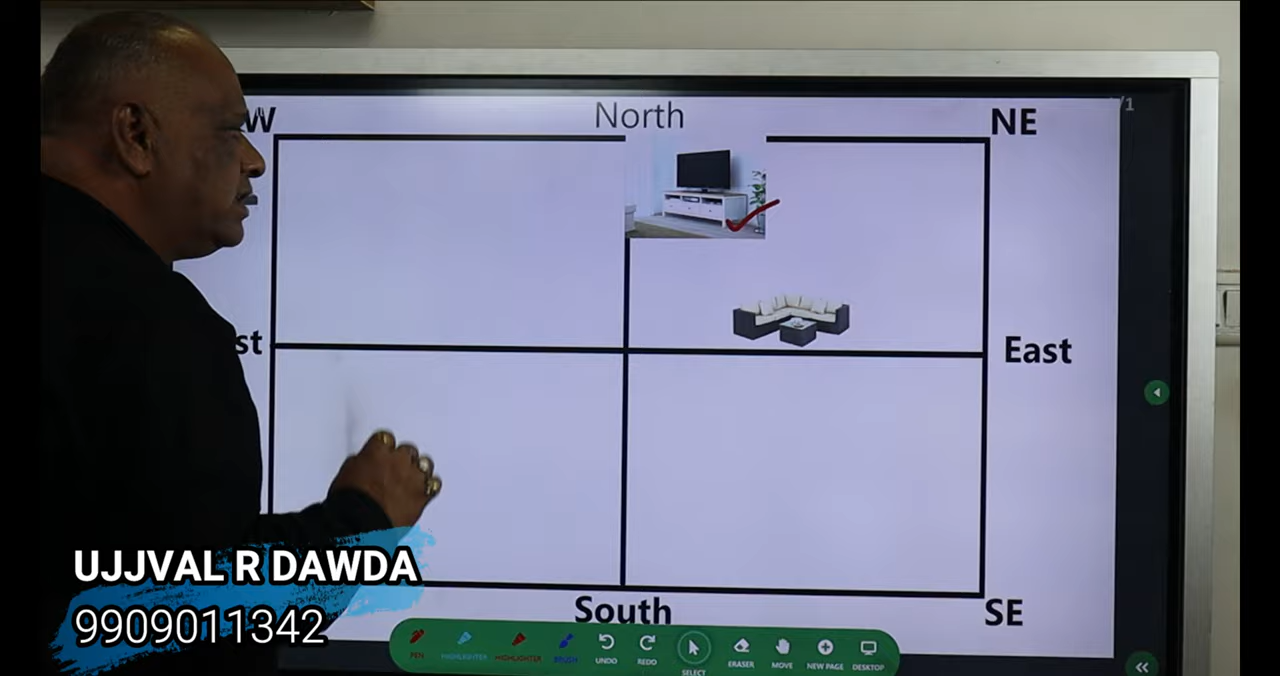 W
North
NE
/1
st
East
South
SE
UJJVAL R DAWDA
9909011342
PEN
HIGHLIGHTER
HIGHLIGHTER
BRUSH
UNDO
REDO
SELECT
ERASER
MOVE
NEW PAGE
DESKTOP